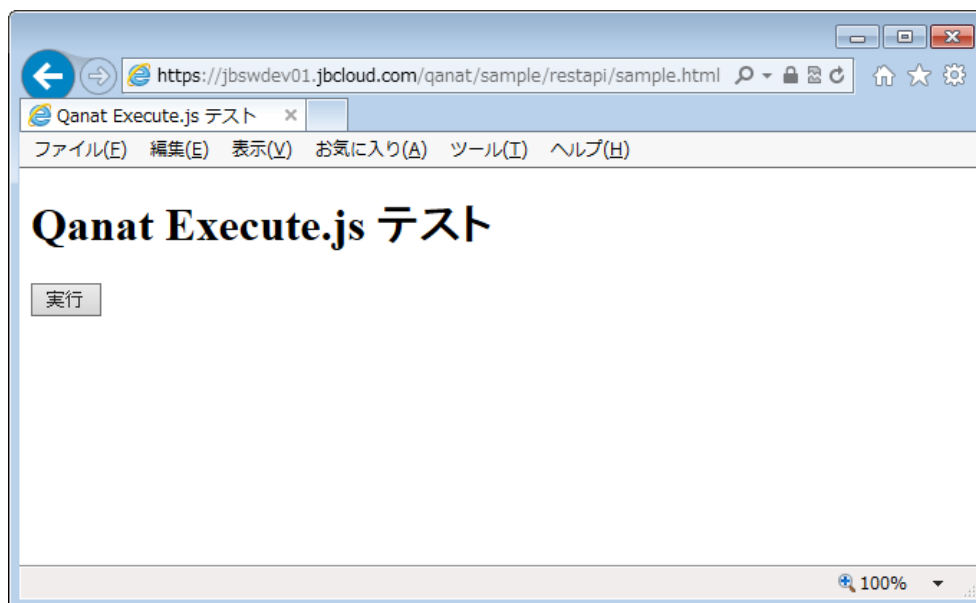 https://jbswdev01.jbcloud.com/qanat/sample/restapi/sample.html
Qanat Execute.js テスト
ファイル(F) 編集(E) 表示(V) お気に入り(A) ツール(T) ヘルプ(H)
Qanat Execute.js テスト
実行
100%